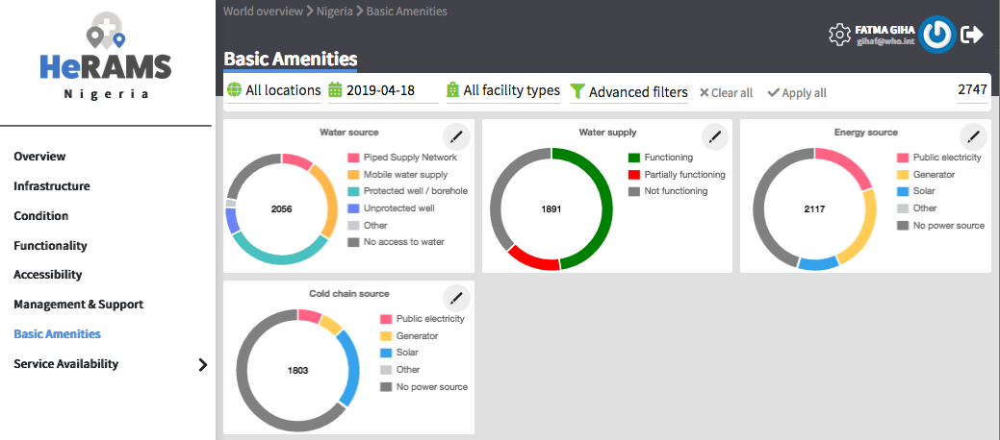 World overview > Nigeria > Basic Amenities
HeRAMS
Nigeria
FATMA GIHA
gihaf@who.int
Basic Amenities
All locations 2019-04-18 All facility types Advanced filters Clear all Apply all 2747
Overview
Infrastructure
Condition
Functionality
Accessibility
Management & Support
Basic Amenities
Service Availability
Water source
2056
Piped Supply Network
Mobile water supply
Protected well / borehole
Unprotected well
Other
No access to water
Water supply
1891
Functioning
Partially functioning
Not functioning
Energy source
2117
Public electricity
Generator
Solar
Other
No power source
Cold chain source
1803
Public electricity
Generator
Solar
Other
No power source